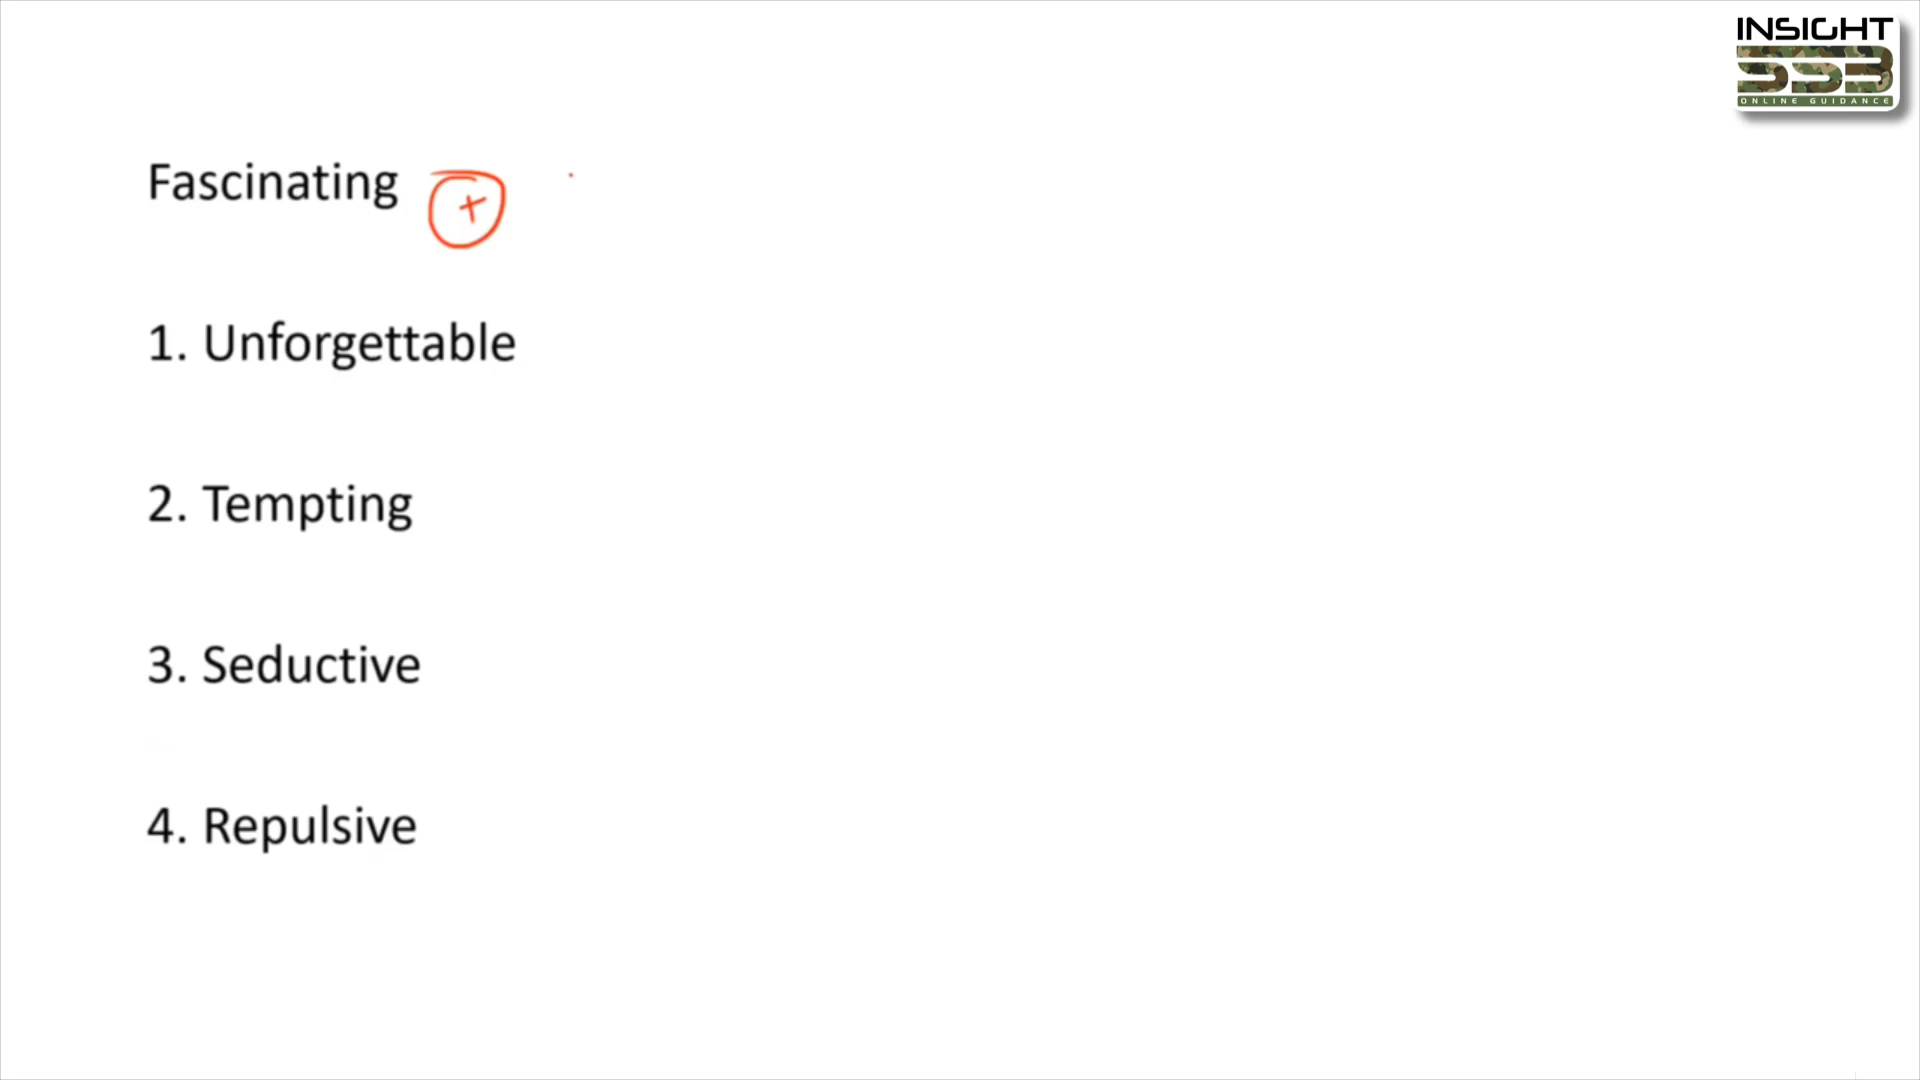 INSIGHT
SSB
ONLINE GUIDANCE
Fascinating +
1. Unforgettable
2. Tempting
3. Seductive
4. Repulsive